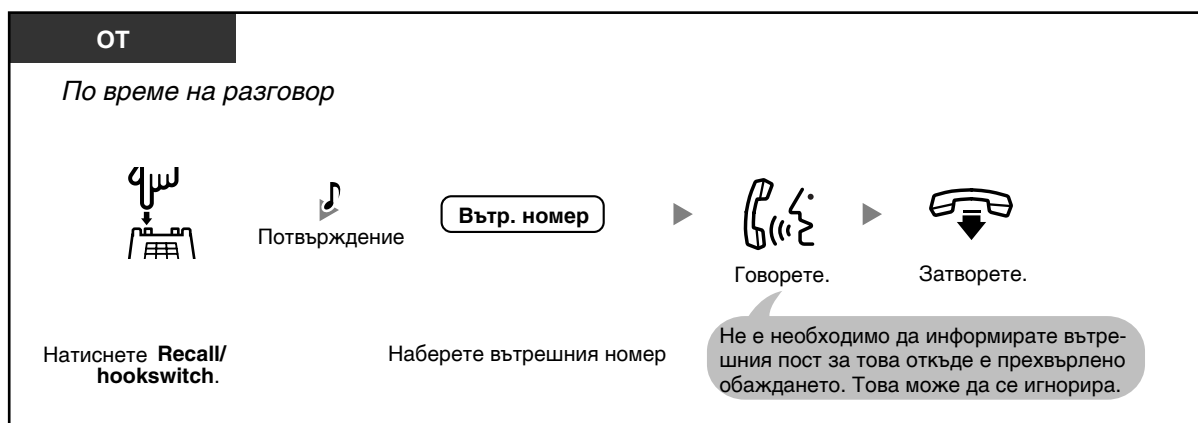 ОТ
По време на разговор
Потвърждение
Вътр. номер
Говорете.
Затворете.
Натиснете Recall/
hookswitch.
Наберете вътрешния номер
Не е необходимо да информирате вътре-
шния пост за това откъде е прехвърлено
обаждането. Това може да се игнорира.